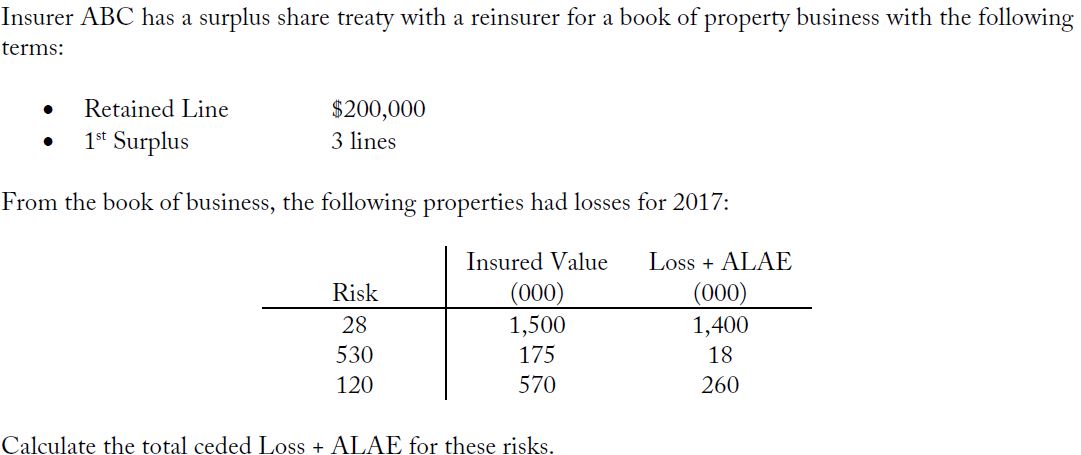 Insurer ABC has a surplus share treaty with a reinsurer for a book of property business with the following
terms:
• Retained Line $200,000
• 1st Surplus 3 lines
From the book of business, the following properties had losses for 2017:
Insured Value Loss + ALAE
Risk (000) (000)
28 1,500 1,400
530 175 18
120 570 260
Calculate the total ceded Loss + ALAE for these risks.